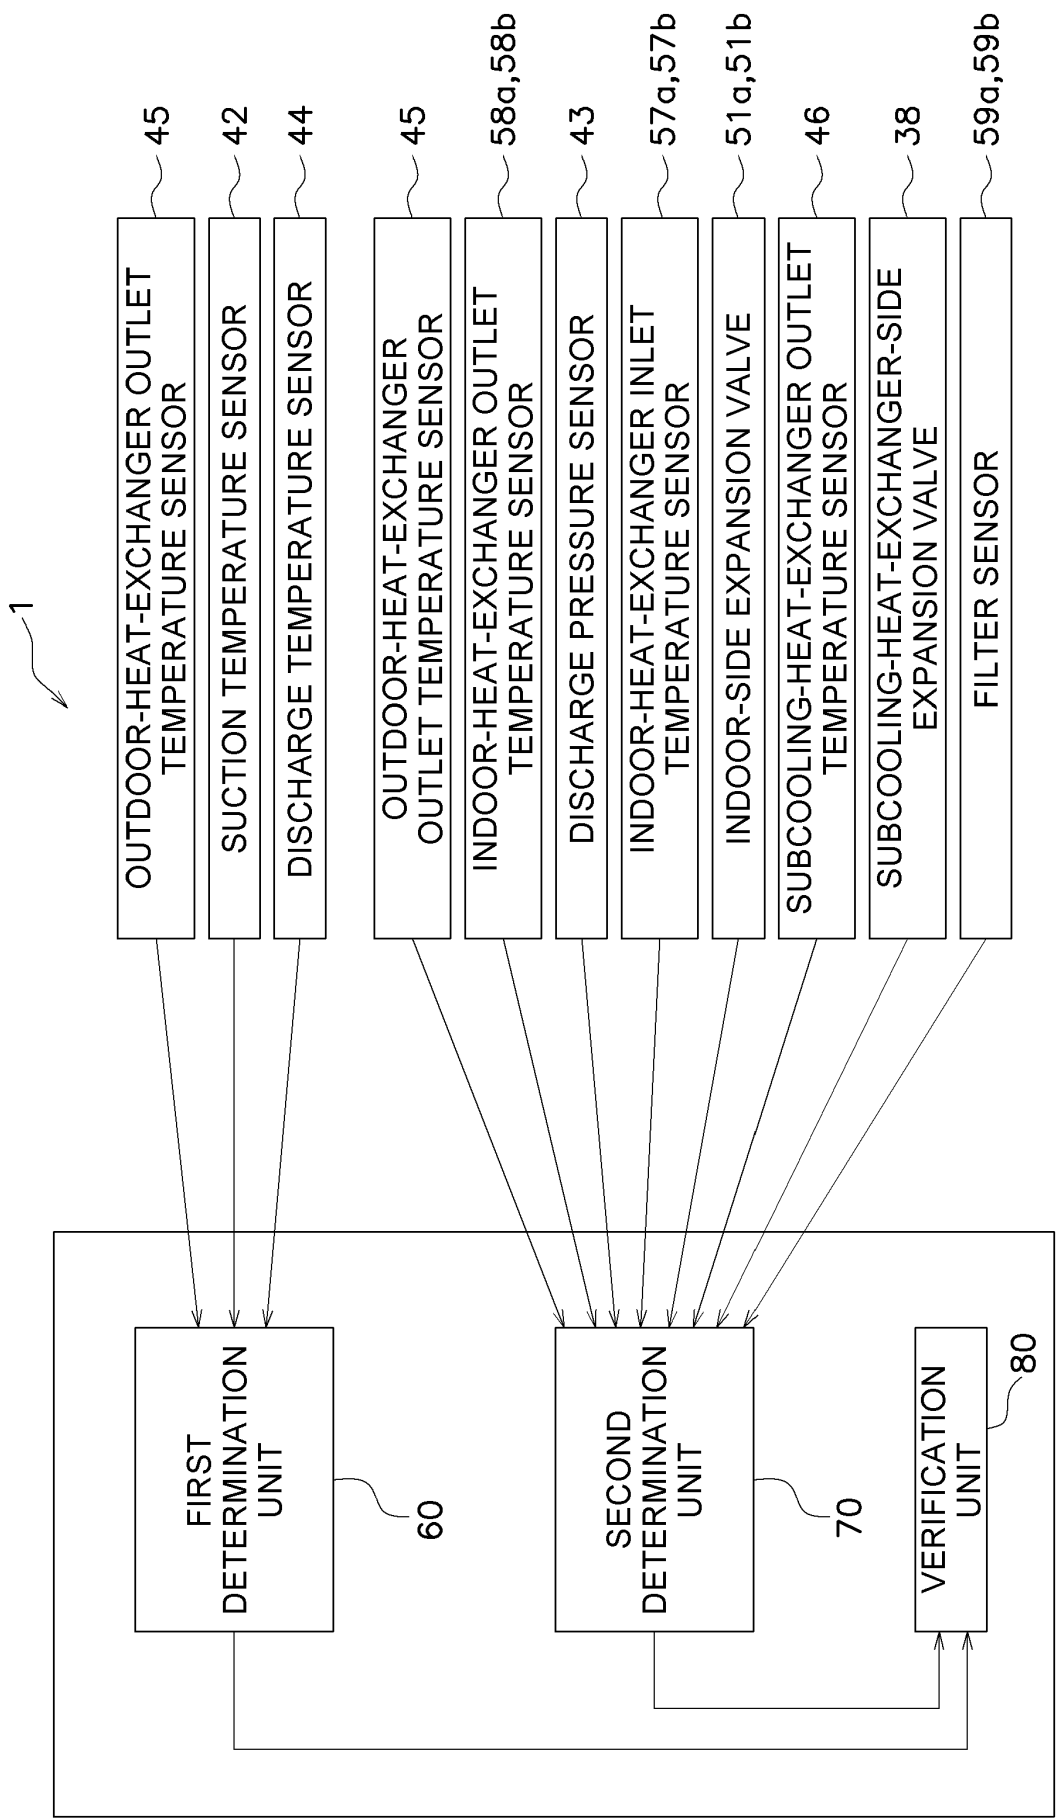 1
OUTDOOR-HEAT-EXCHANGER OUTLET
TEMPERATURE SENSOR
45
SUCTION TEMPERATURE SENSOR
42
DISCHARGE TEMPERATURE SENSOR
44
OUTDOOR-HEAT-EXCHANGER
OUTLET TEMPERATURE SENSOR
45
INDOOR-HEAT-EXCHANGER OUTLET
TEMPERATURE SENSOR
58a,58b
DISCHARGE PRESSURE SENSOR
43
INDOOR-HEAT-EXCHANGER INLET
TEMPERATURE SENSOR
57a,57b
INDOOR-SIDE EXPANSION VALVE
51a,51b
SUBCOOLING-HEAT-EXCHANGER OUTLET
TEMPERATURE SENSOR
46
SUBCOOLING-HEAT-EXCHANGER-SIDE
EXPANSION VALVE
38
FILTER SENSOR
59a,59b
FIRST
DETERMINATION
UNIT
60
SECOND
DETERMINATION
UNIT
70
VERIFICATION
UNIT
80